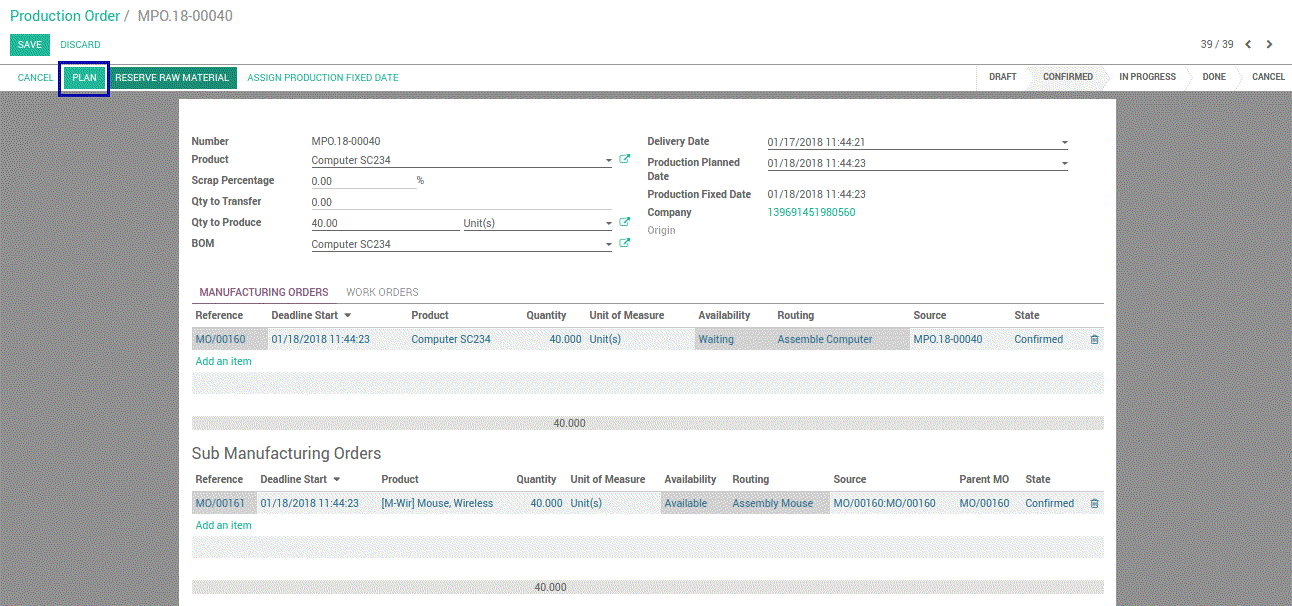 Production Order / MPO.18-00040
SAVE DISCARD 39 / 39
CANCEL PLAN RESERVE RAW MATERIAL ASSIGN PRODUCTION FIXED DATE DRAFT CONFIRMED IN PROGRESS DONE CANCEL
Number MPO.18-00040 Delivery Date 01/17/2018 11:44:21
Product Computer SC234 Production Planned Date 01/18/2018 11:44:23
Scrap Percentage 0.00 % Production Fixed Date 01/18/2018 11:44:23
Qty to Transfer 0.00 Company 139691451980560
Qty to Produce 40.00 Unit(s) Origin
BOM Computer SC234
MANUFACTURING ORDERS WORK ORDERS
Reference Deadline Start Product Quantity Unit of Measure Availability Routing Source State
MO/00160 01/18/2018 11:44:23 Computer SC234 40.000 Unit(s) Waiting Assemble Computer MPO.18-00040 Confirmed
Add an item
40.000
Sub Manufacturing Orders
Reference Deadline Start Product Quantity Unit of Measure Availability Routing Source Parent MO State
MO/00161 01/18/2018 11:44:23 [M-Wir] Mouse, Wireless 40.000 Unit(s) Available Assembly Mouse MO/00160:MO/00160 MO/00160 Confirmed
Add an item
40.000